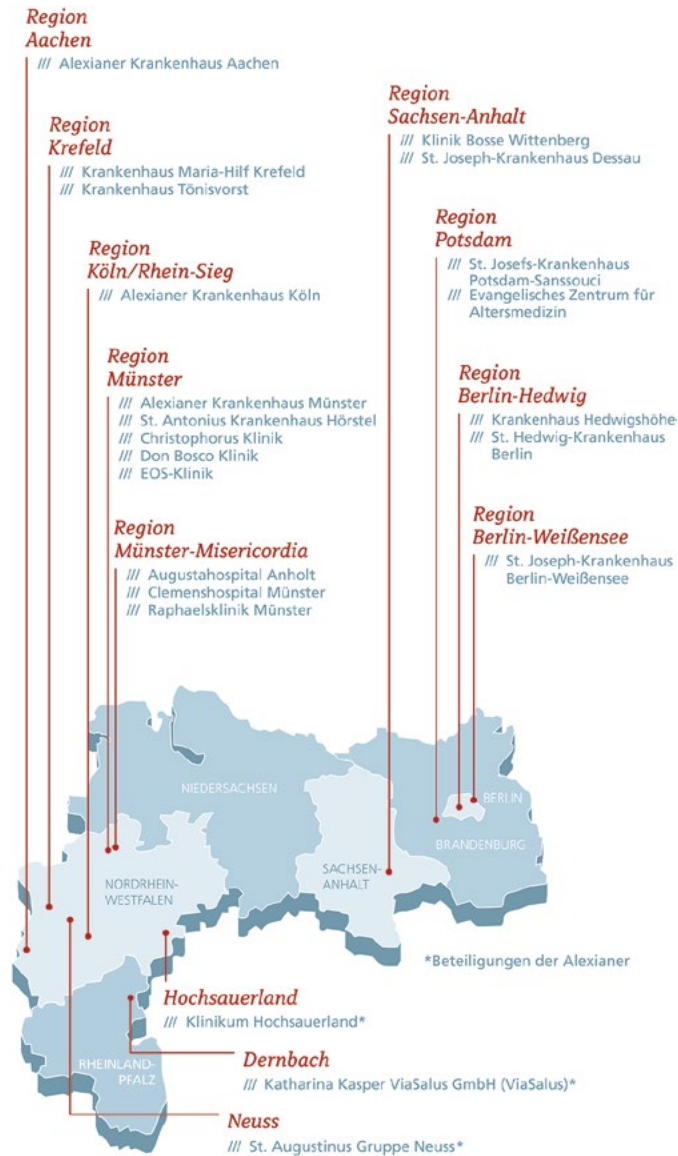 Region
Aachen
/// Alexianer Krankenhaus Aachen
Region
Krefeld
/// Krankenhaus Maria-Hilf Krefeld
/// Krankenhaus Tönisvorst
Region
Köln/Rhein-Sieg
/// Alexianer Krankenhaus Köln
Region
Münster
/// Alexianer Krankenhaus Münster
/// St. Antonius Krankenhaus Hörstel
/// Christophorus Klinik
/// Don Bosco Klinik
/// EOS-Klinik
Region
Münster-Misericordia
/// Augustahospital Anholt
/// Clemenshospital Münster
/// Raphaelsklinik Münster
Region
Sachsen-Anhalt
/// Klinik Bosse Wittenberg
/// St. Joseph-Krankenhaus Dessau
Region
Potsdam
/// St. Josefs-Krankenhaus
Potsdam-Sanssouci
/// Evangelisches Zentrum für
Altersmedizin
Region
Berlin-Hedwig
/// Krankenhaus Hedwigshöhe
/// St. Hedwig-Krankenhaus
Berlin
Region
Berlin-Weißensee
/// St. Joseph-Krankenhaus
Berlin-Weißensee
NIEDERSACHSEN
BERLIN
BRANDENBURG
SACHSEN-
ANHALT
NORDRHEIN-
WESTFALEN
*Beteiligungen der Alexianer
Hochsauerland
/// Klinikum Hochsauerland*
RHEINLAND-
PFALZ
Dernbach
/// Katharina Kasper ViaSalus GmbH (ViaSalus)*
Neuss
/// St. Augustinus Gruppe Neuss*